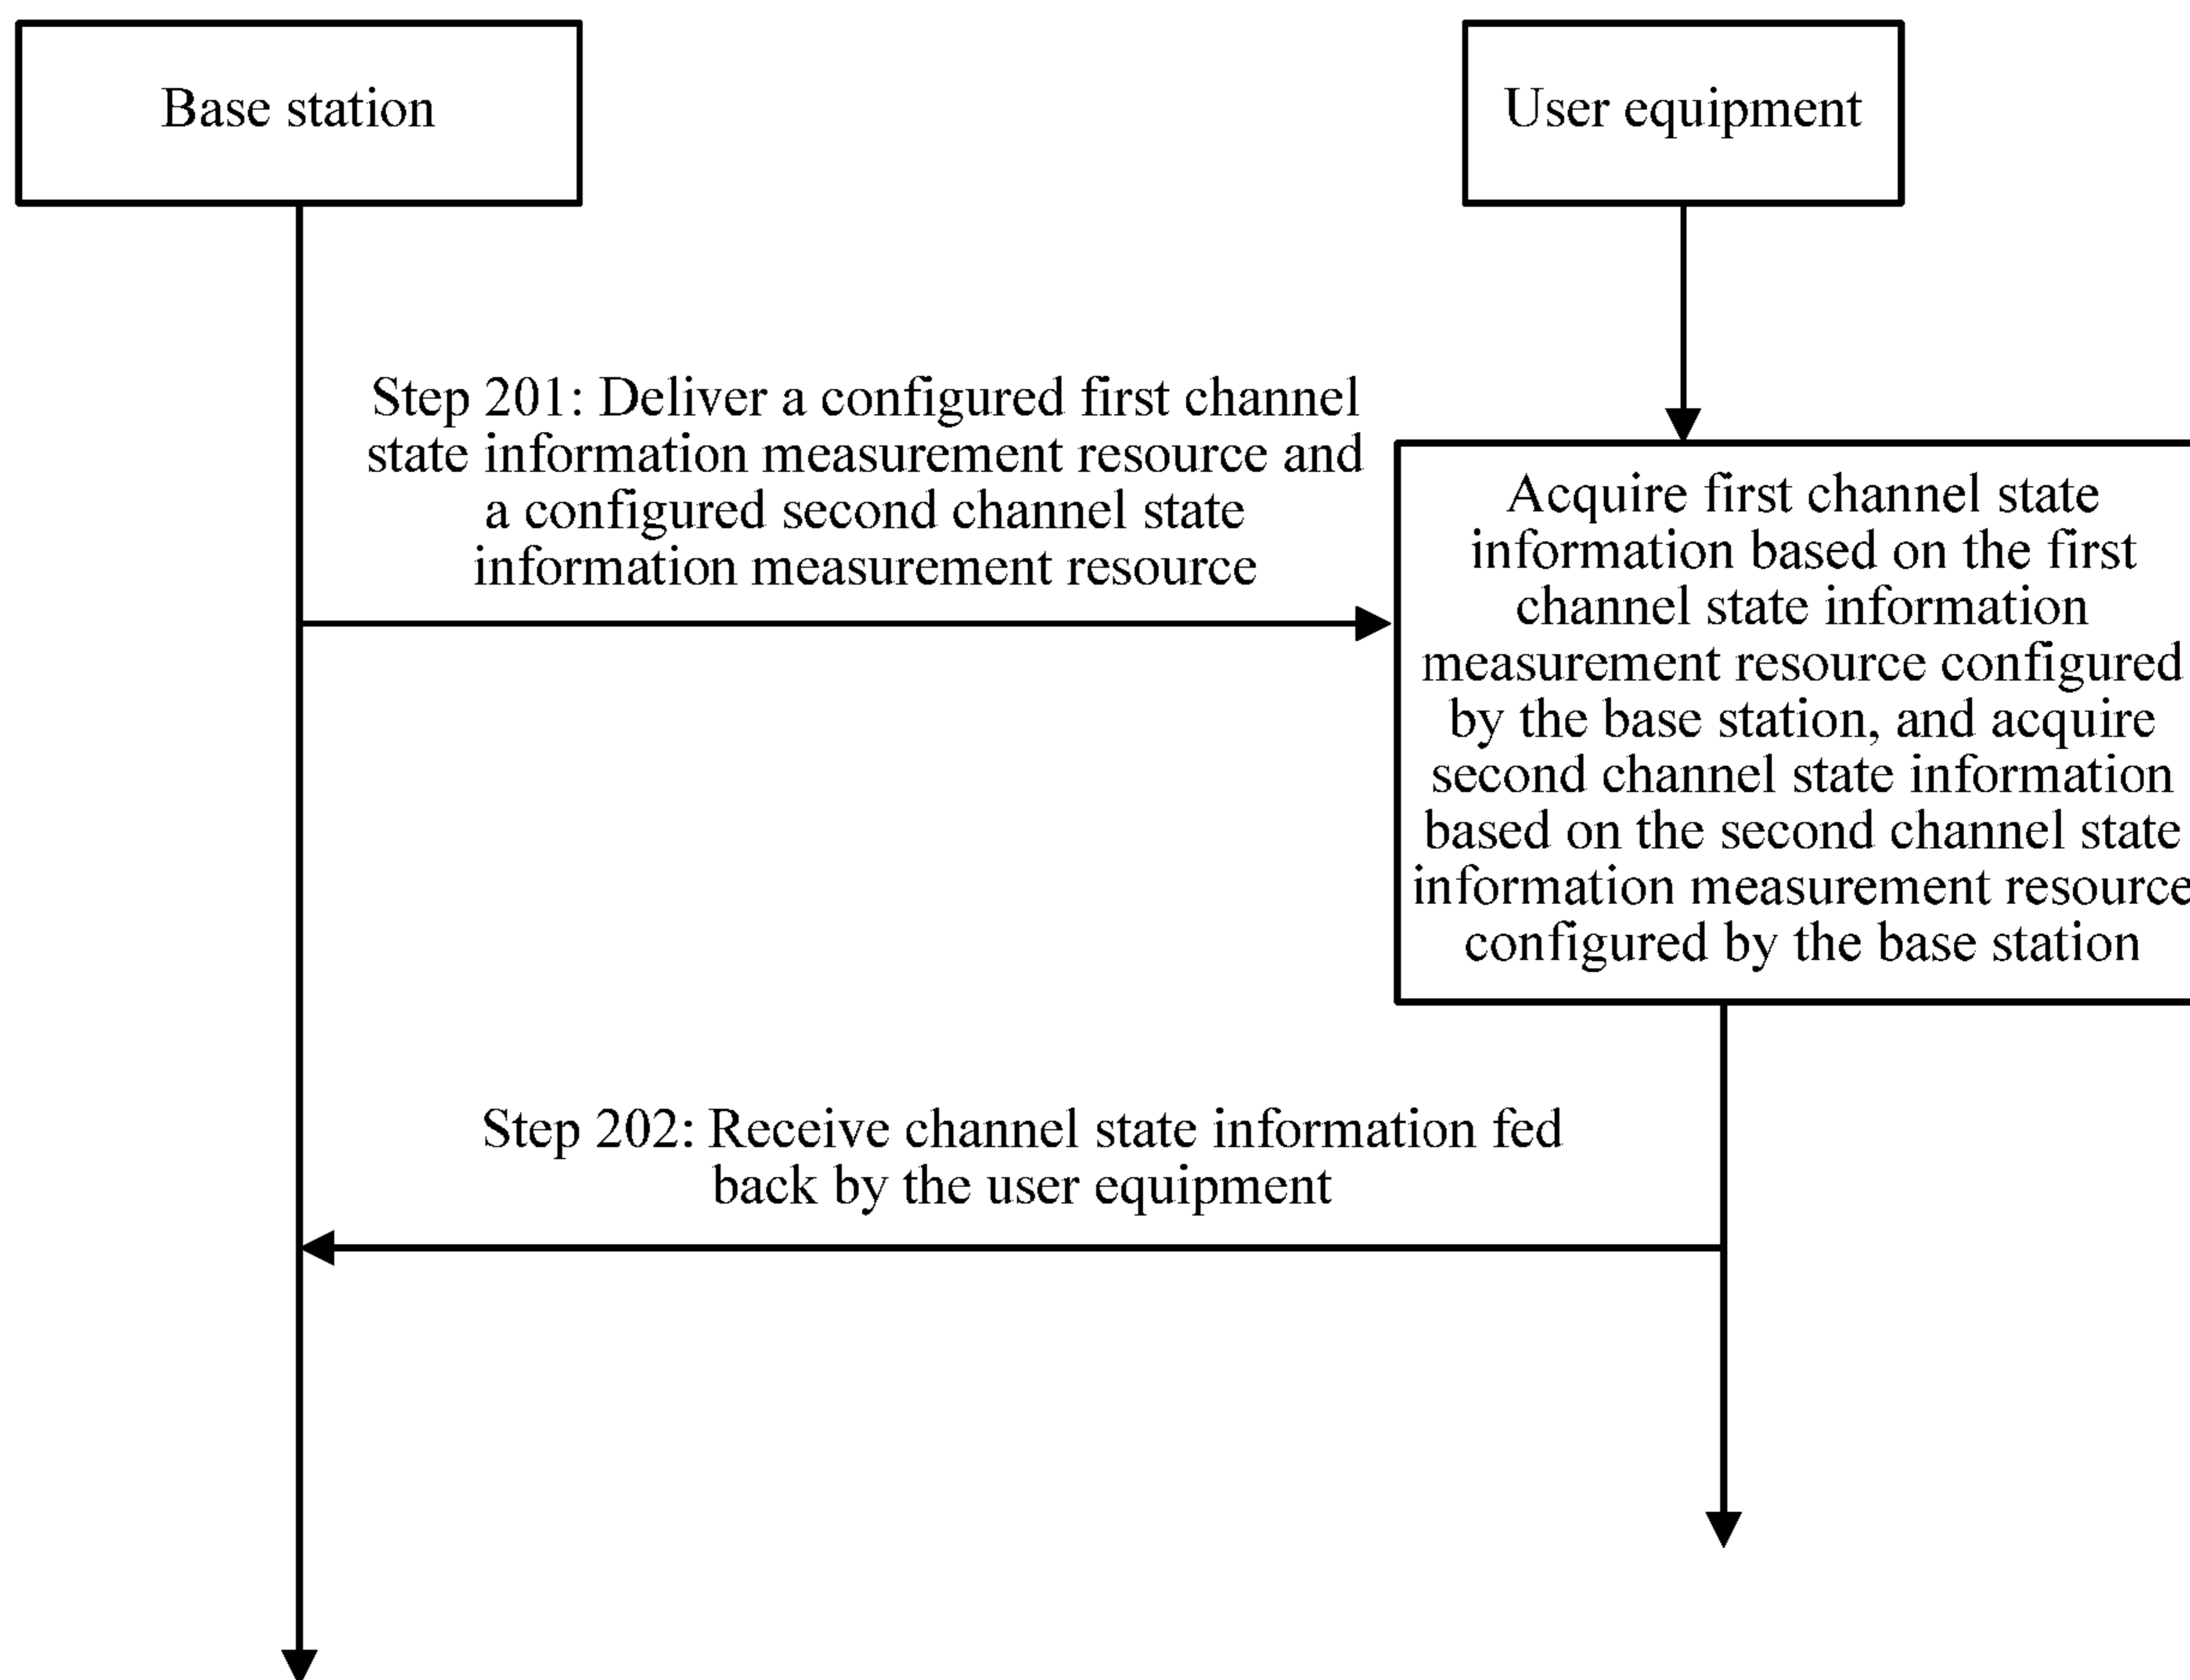 Base station
User equipment
Step 201: Deliver a configured first channel
state information measurement resource and
a configured second channel state
information measurement resource
Acquire first channel state
information based on the first
channel state information
measurement resource configured
by the base station, and acquire
second channel state information
based on the second channel state
information measurement resource
configured by the base station
Step 202: Receive channel state information fed
back by the user equipment